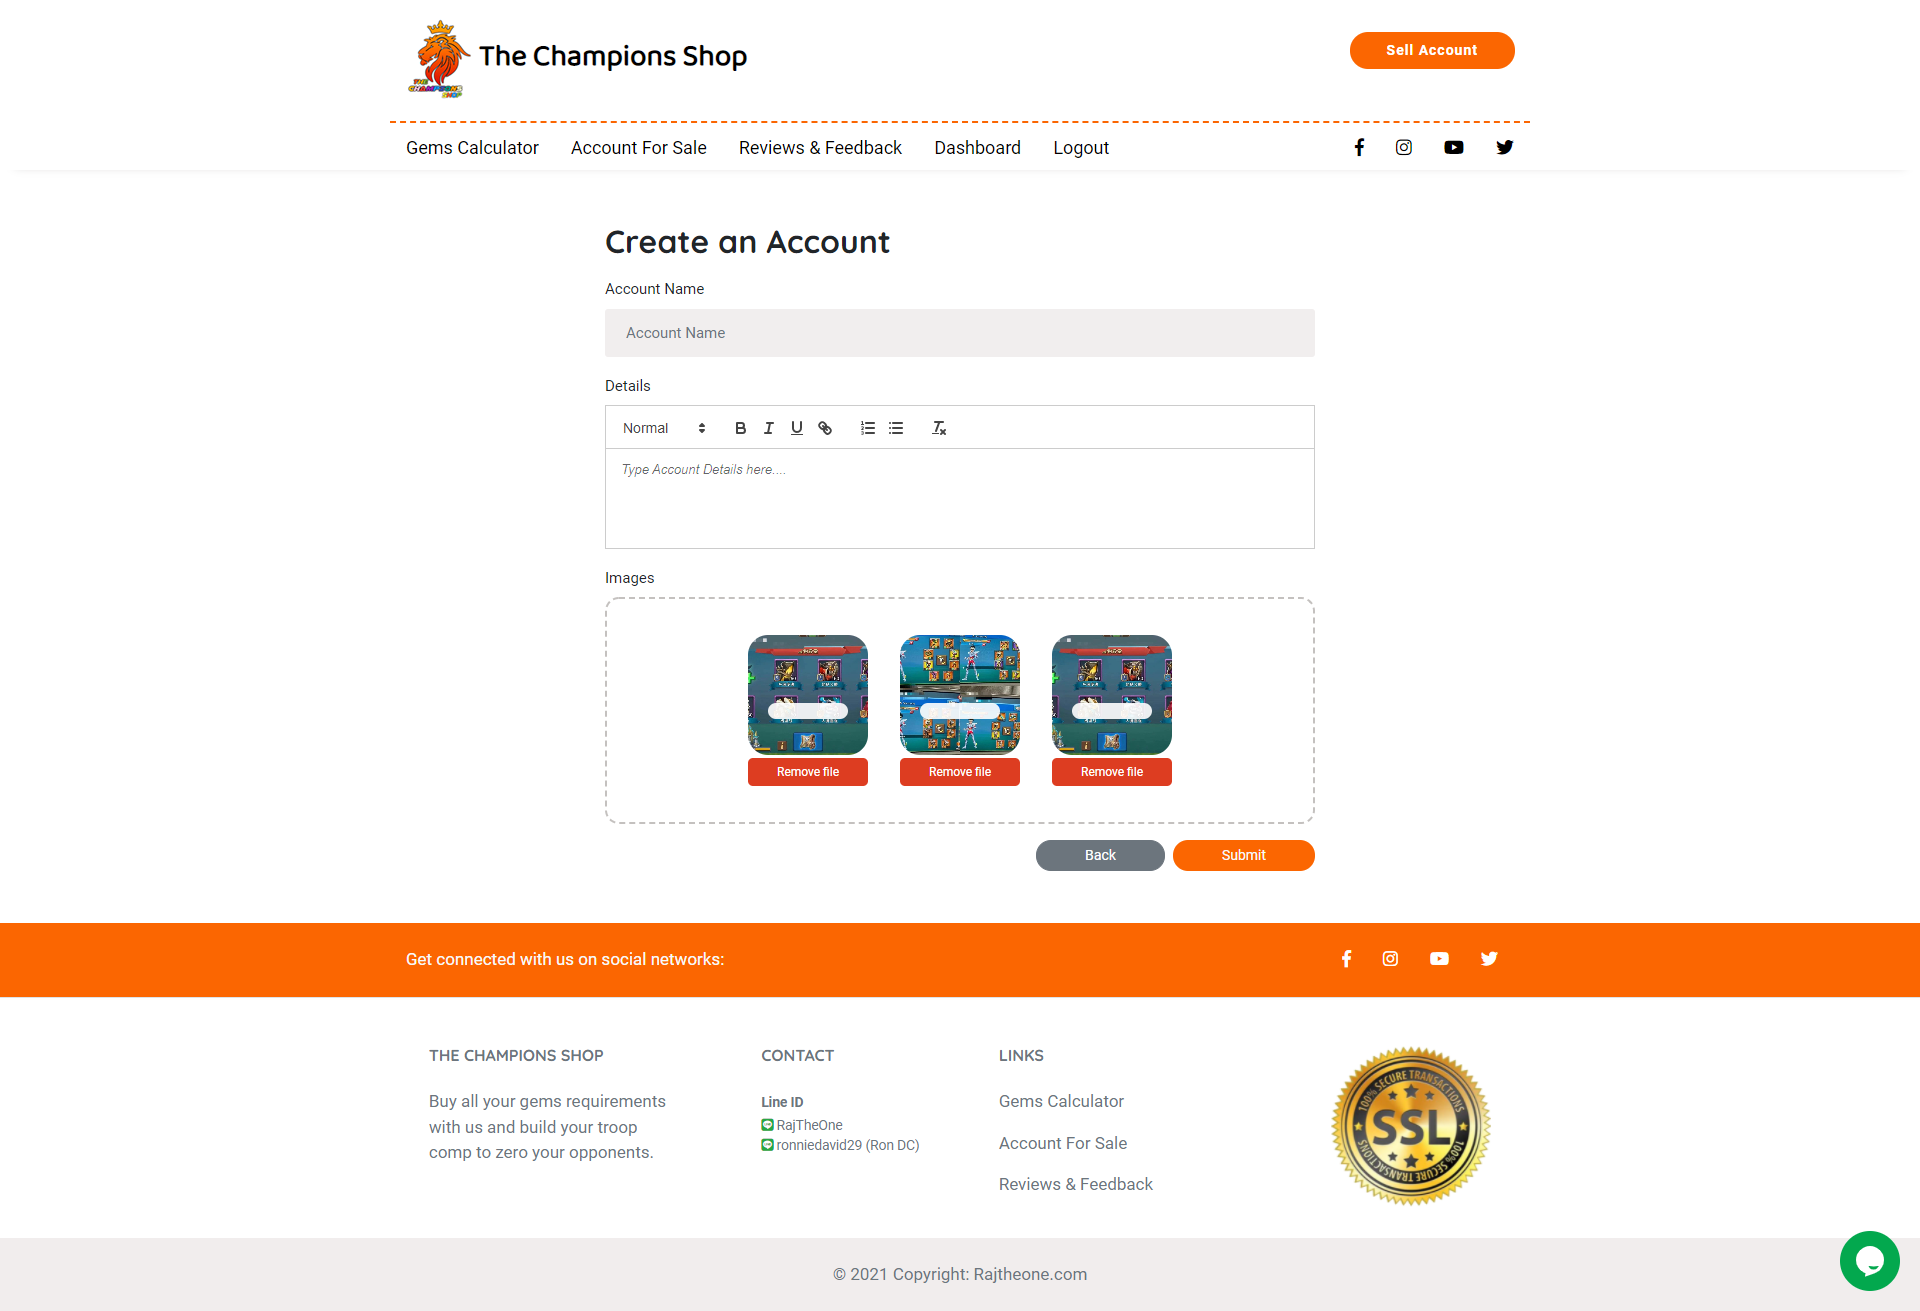 THE
CHAMPIONS
SHOP
The Champions Shop
Sell Account
Gems Calculator
Account For Sale
Reviews & Feedback
Dashboard
Logout
Create an Account
Account Name
Account Name
Details
Normal
Type Account Details here....
Images
Remove file
Remove file
Remove file
Back
Submit
Get connected with us on social networks:
THE CHAMPIONS SHOP
Buy all your gems requirements
with us and build your troop
comp to zero your opponents.
CONTACT
Line ID
RajTheOne
ronniedavid29 (Ron DC)
LINKS
Gems Calculator
Account For Sale
Reviews & Feedback
100% SECURE TRANSACTIONS
SSL
100% SECURE TRANSACTIONS
© 2021 Copyright: Rajtheone.com